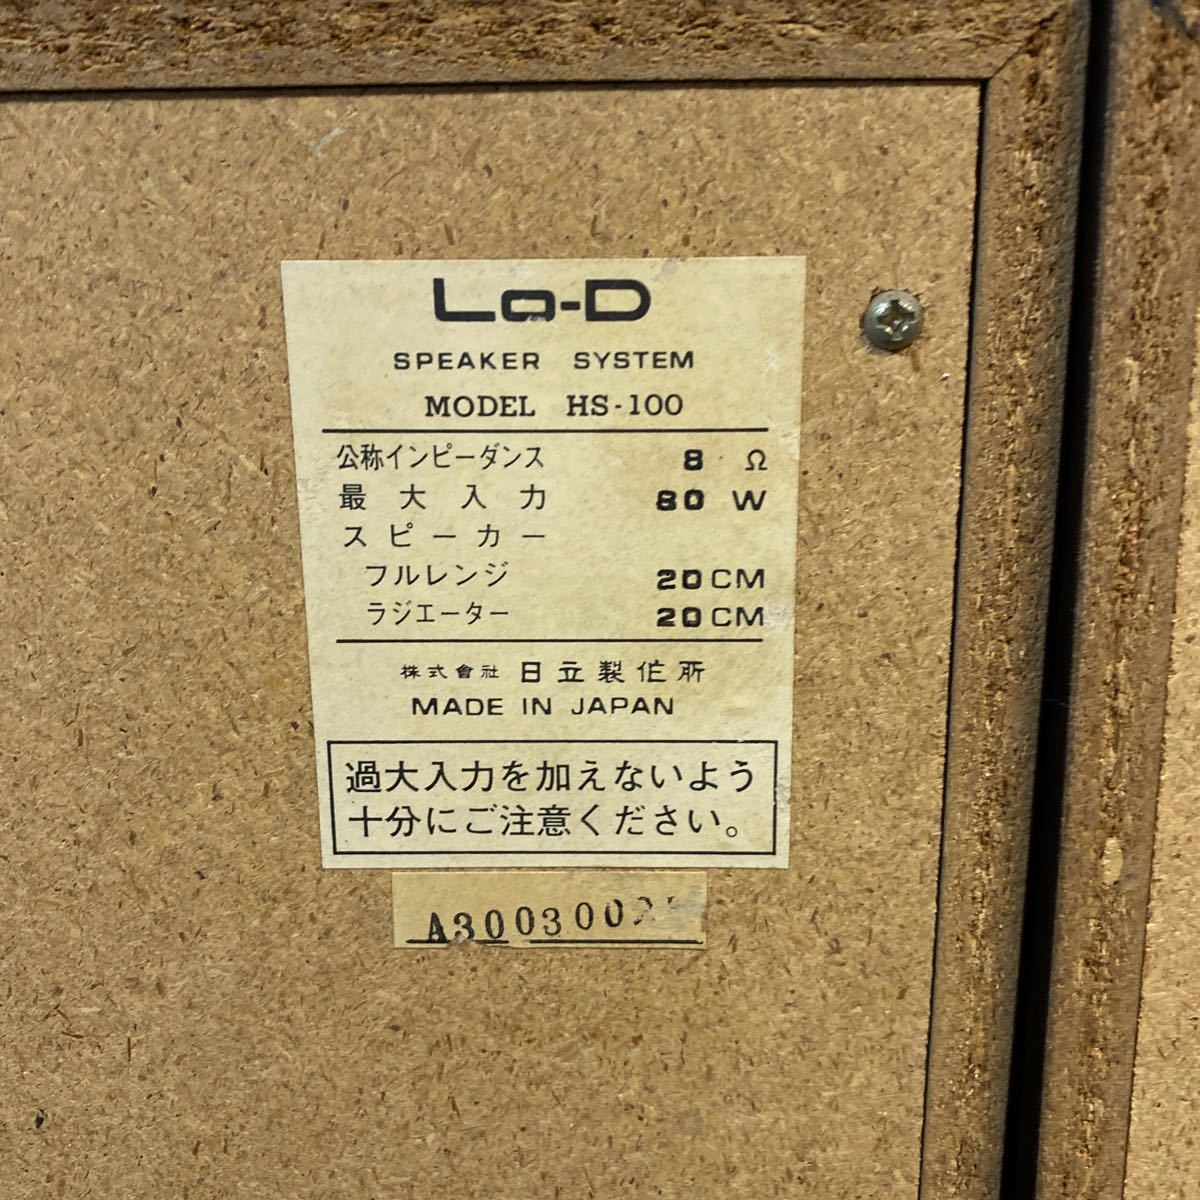 Lo-D
SPEAKER SYSTEM
MODEL HS-100
公称インピーダンス 8 Ω
最大入力 80 W
スピーカー
フルレンジ 20CM
ラジエーター 20CM
株式會社 日立製作所
MADE IN JAPAN
過大入力を加えないよう
十分にご注意ください。